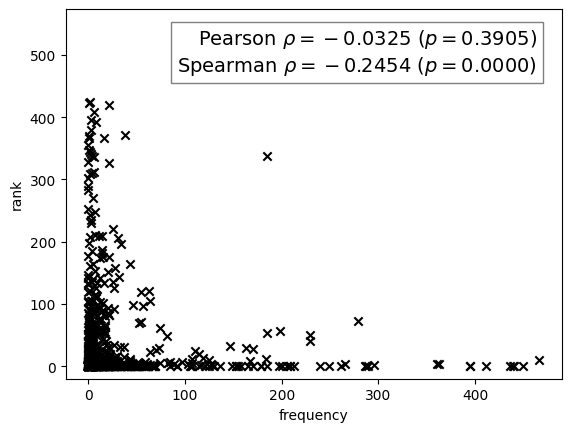 Pearson ρ = −0.0325 (p = 0.3905)
Spearman ρ = −0.2454 (p = 0.0000)
500
400
300
200
100
0
rank
0 100 200 300 400
frequency